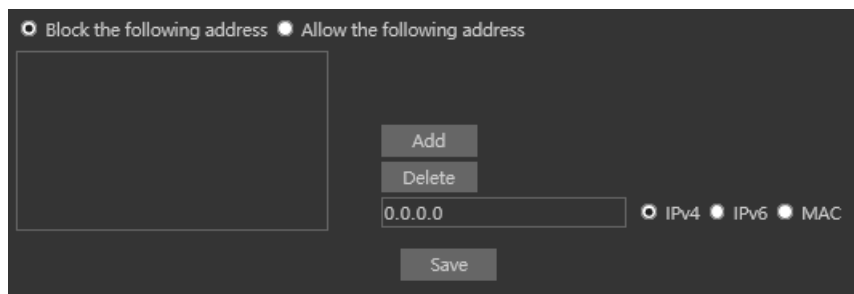 Block the following address Allow the following address
Add
Delete
0.0.0.0 IPv4 IPv6 MAC
Save